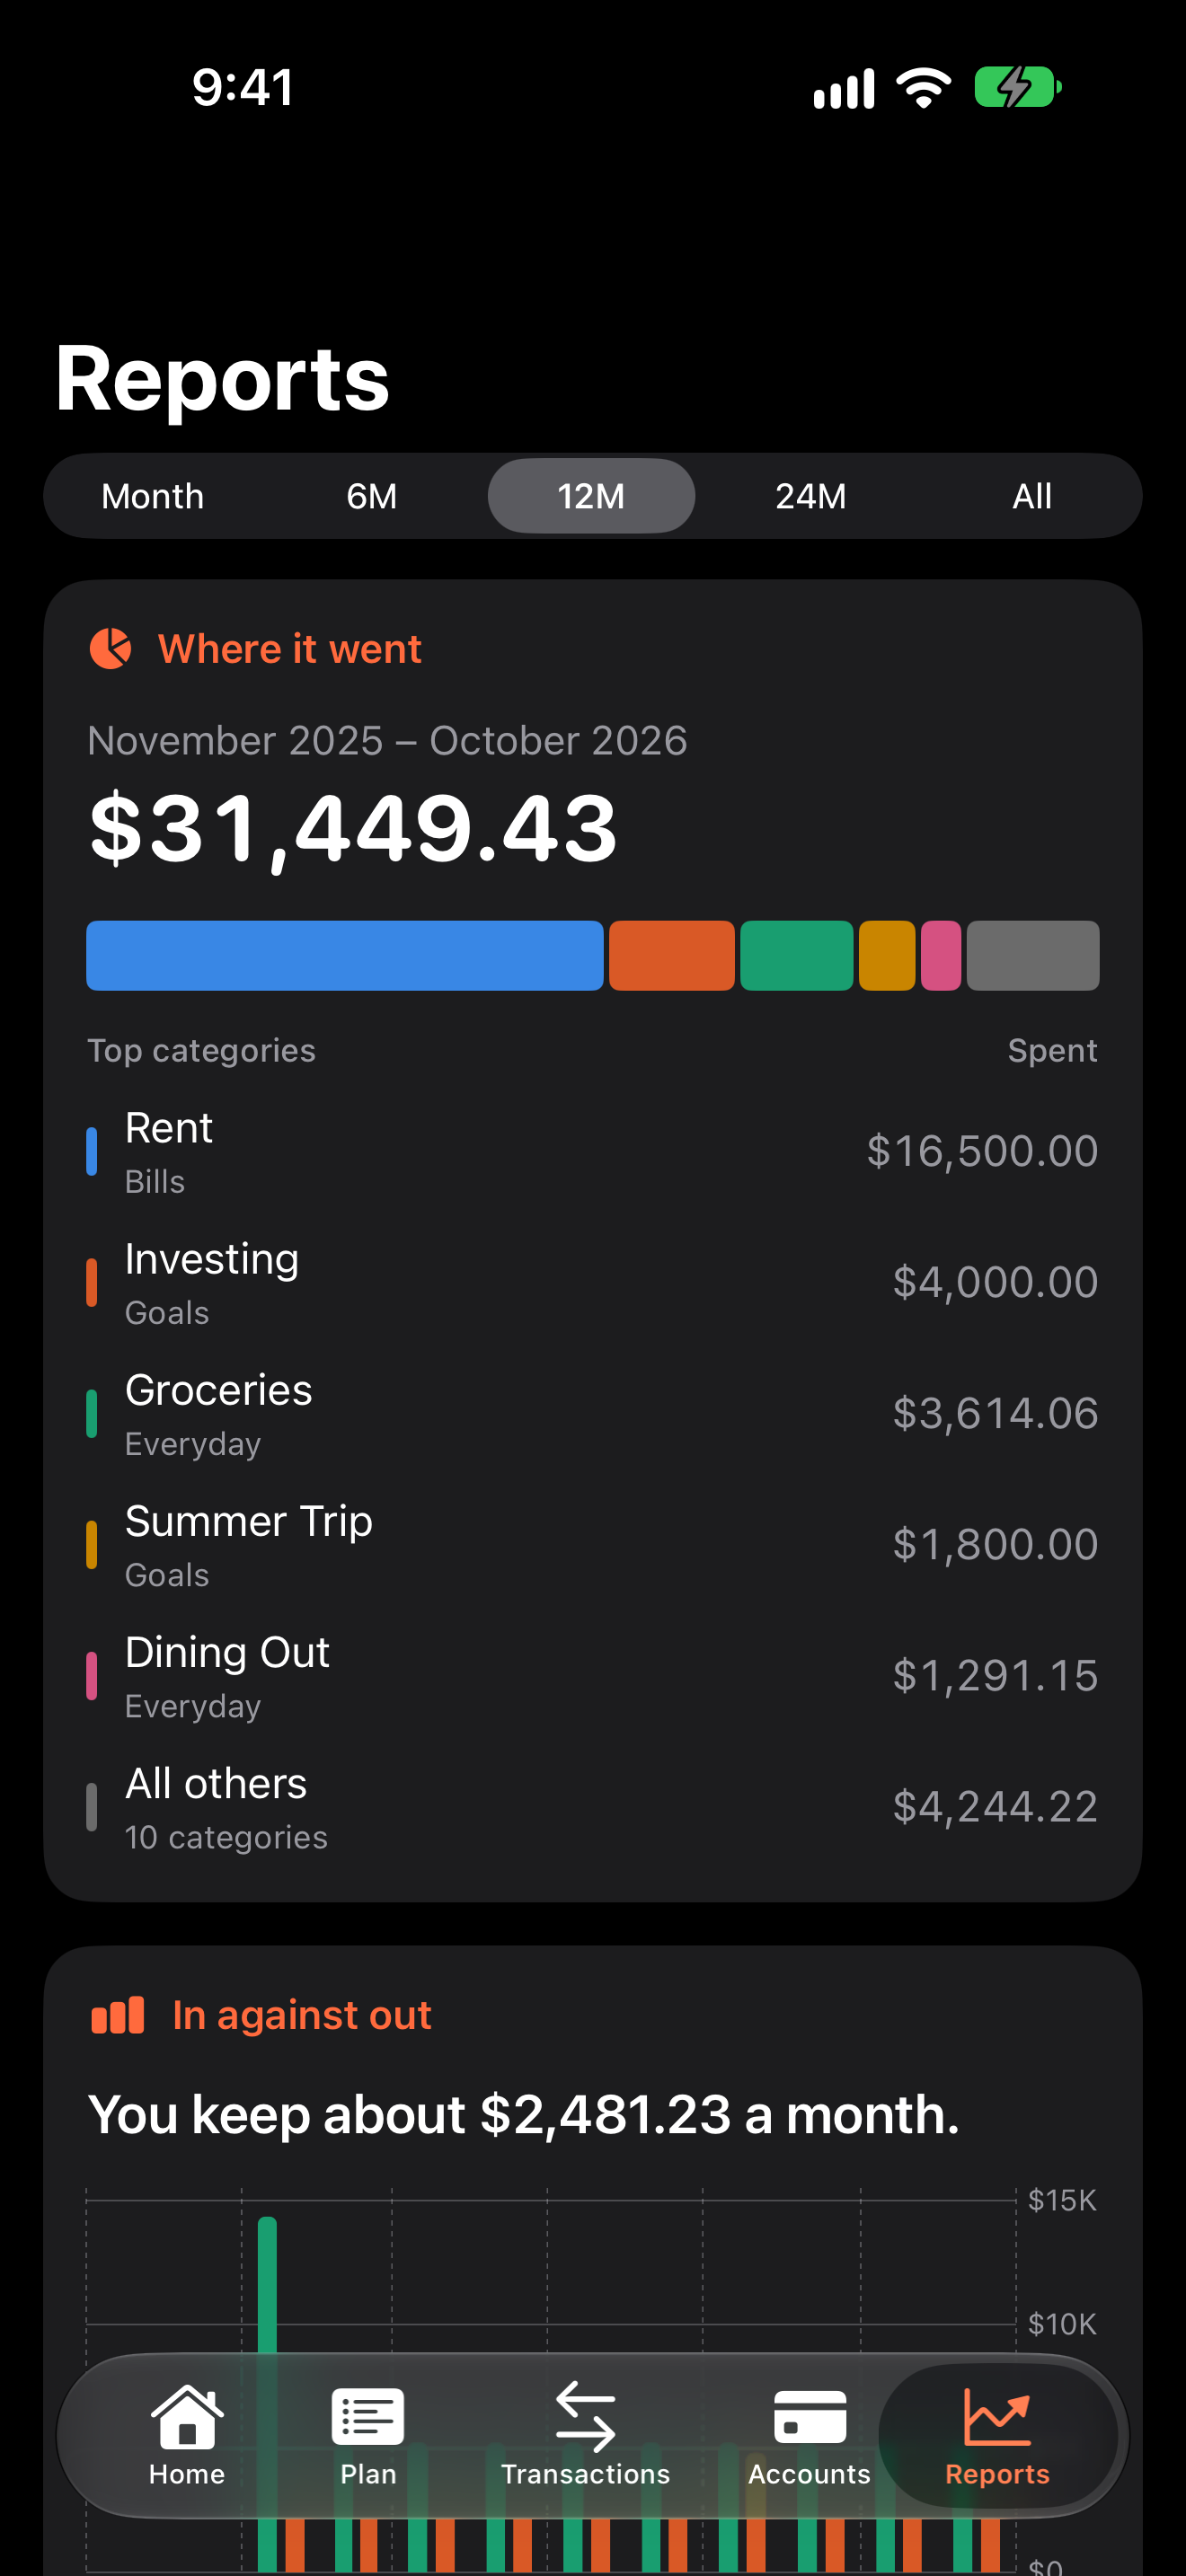 9:41
Reports
Month 6M 12M 24M All
Where it went
November 2025 – October 2026
$31,449.43
Top categories Spent
Rent
Bills
$16,500.00
Investing
Goals
$4,000.00
Groceries
Everyday
$3,614.06
Summer Trip
Goals
$1,800.00
Dining Out
Everyday
$1,291.15
All others
10 categories
$4,244.22
In against out
You keep about $2,481.23 a month.
$15K
$10K
Home Plan Transactions Accounts Reports
$0